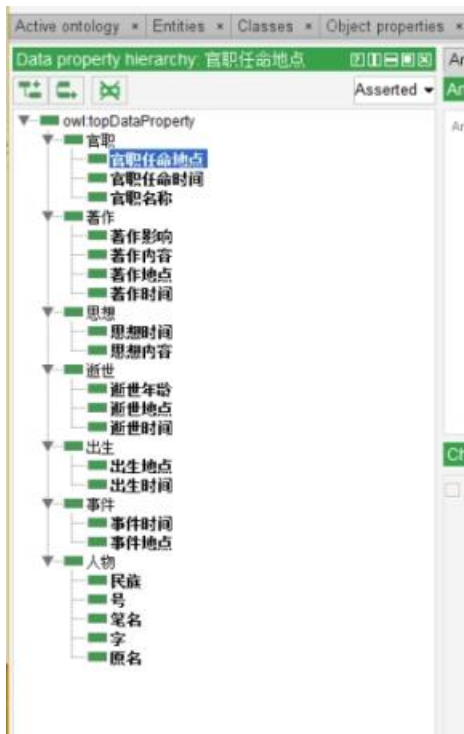 Active ontology × Entities × Classes × Object properties ×
Data property hierarchy: 官职任命地点
Asserted
owl:topDataProperty
官职
官职任命地点
官职任命时间
官职名称
著作
著作影响
著作内容
著作地点
著作时间
思想
思想时间
思想内容
逝世
逝世年龄
逝世地点
逝世时间
出生
出生地点
出生时间
事件
事件时间
事件地点
人物
民族
号
笔名
字
原名